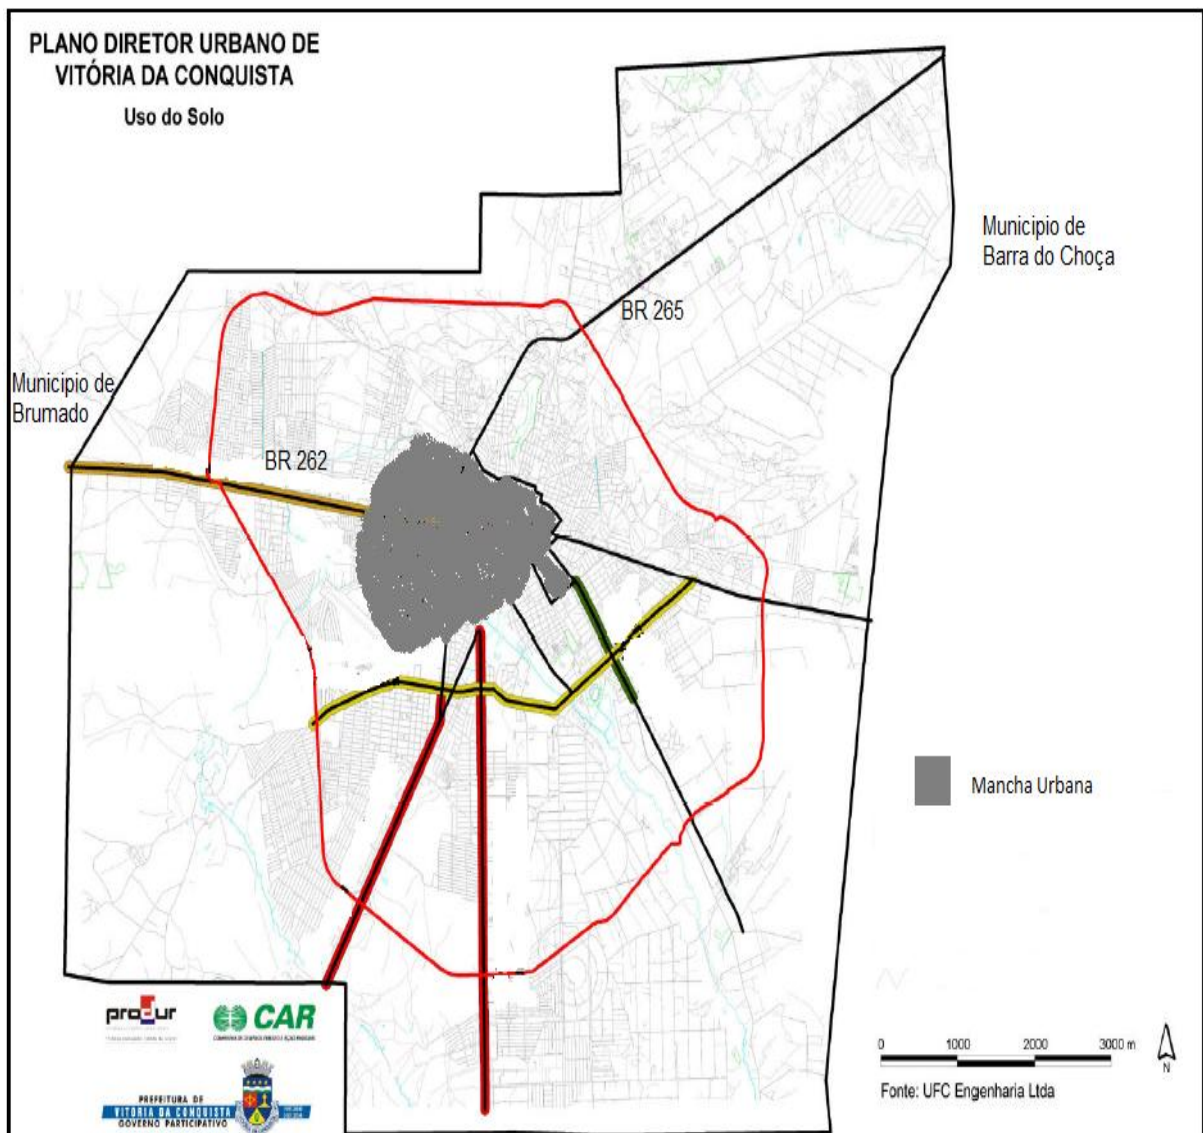 PLANO DIRETOR URBANO DE
VITÓRIA DA CONQUISTA
Uso do Solo
Municipio de
Barra do Choça
BR 265
Municipio de
Brumado
BR 262
Mancha Urbana
produr
CAR
PREFEITURA DE
VITÓRIA DA CONQUISTA
GOVERNO PARTICIPATIVO
0 1000 2000 3000 m
N
Fonte: UFC Engenharia Ltda